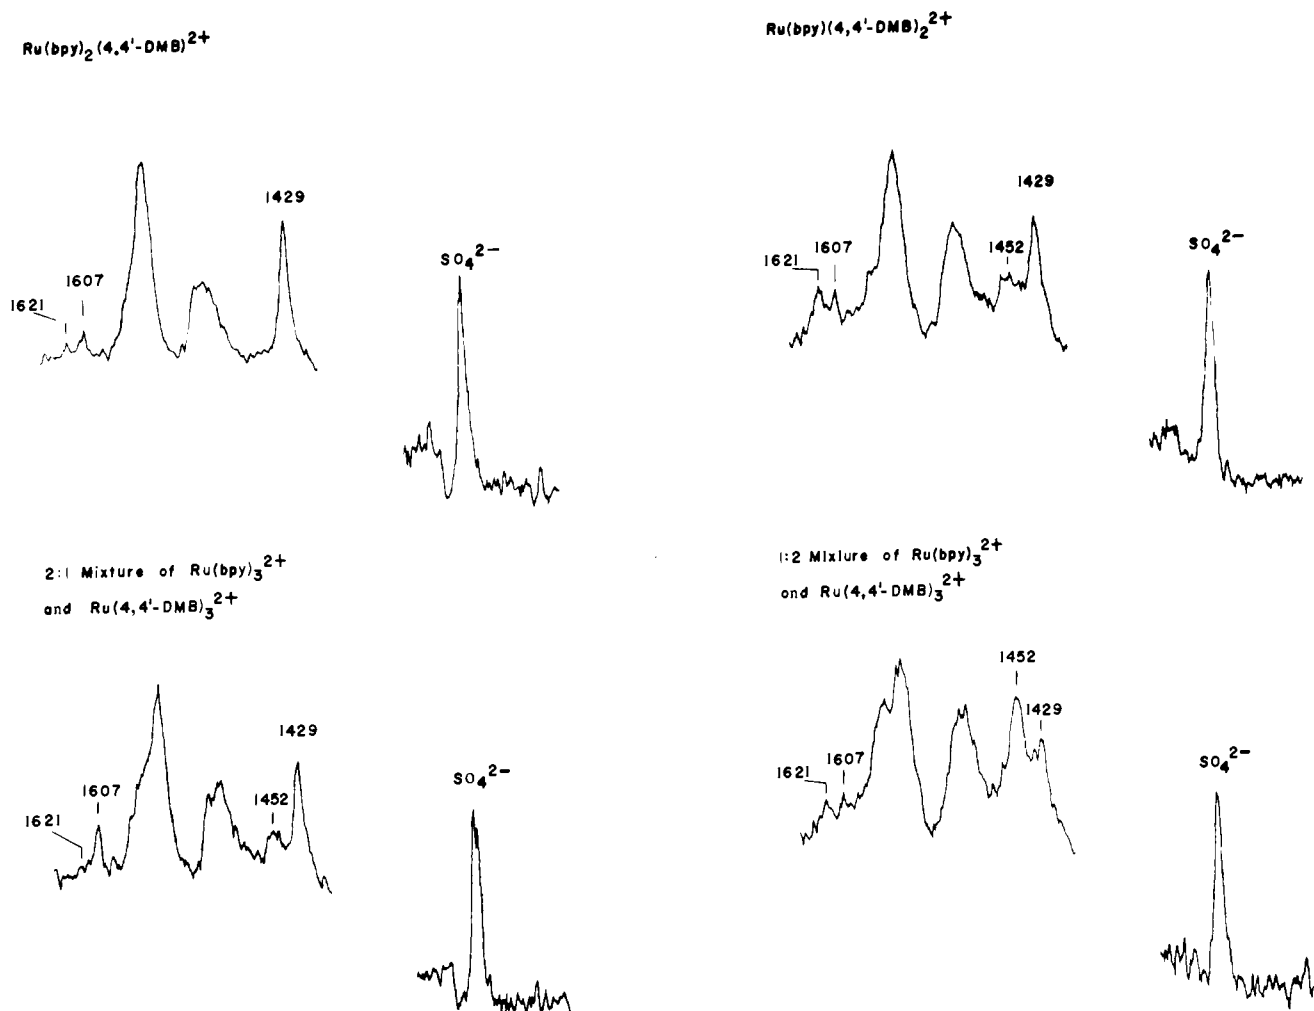 Ru(bpy)₂(4,4'-DMB)²⁺
1429
1607
1621
SO₄²⁻
Ru(bpy)(4,4'-DMB)₂²⁺
1429
1452
1607
1621
SO₄²⁻
2:1 Mixture of Ru(bpy)₃²⁺
and Ru(4,4'-DMB)₃²⁺
1429
1607
1452
1621
SO₄²⁻
1:2 Mixture of Ru(bpy)₃²⁺
and Ru(4,4'-DMB)₃²⁺
1452
1429
1607
1621
SO₄²⁻